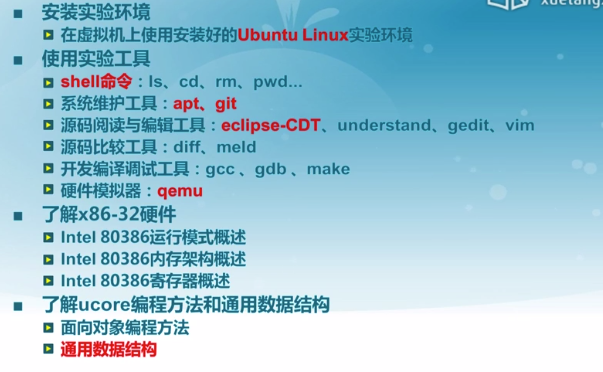 安装实验环境
在虚拟机上使用安装好的Ubuntu Linux实验环境
使用实验工具
shell命令：ls、cd、rm、pwd...
系统维护工具：apt、git
源码阅读与编辑工具：eclipse-CDT、understand、gedit、vim
源码比较工具：diff、meld
开发编译调试工具：gcc 、gdb 、make
硬件模拟器：qemu
了解x86-32硬件
Intel 80386运行模式概述
Intel 80386内存架构概述
Intel 80386寄存器概述
了解ucore编程方法和通用数据结构
面向对象编程方法
通用数据结构